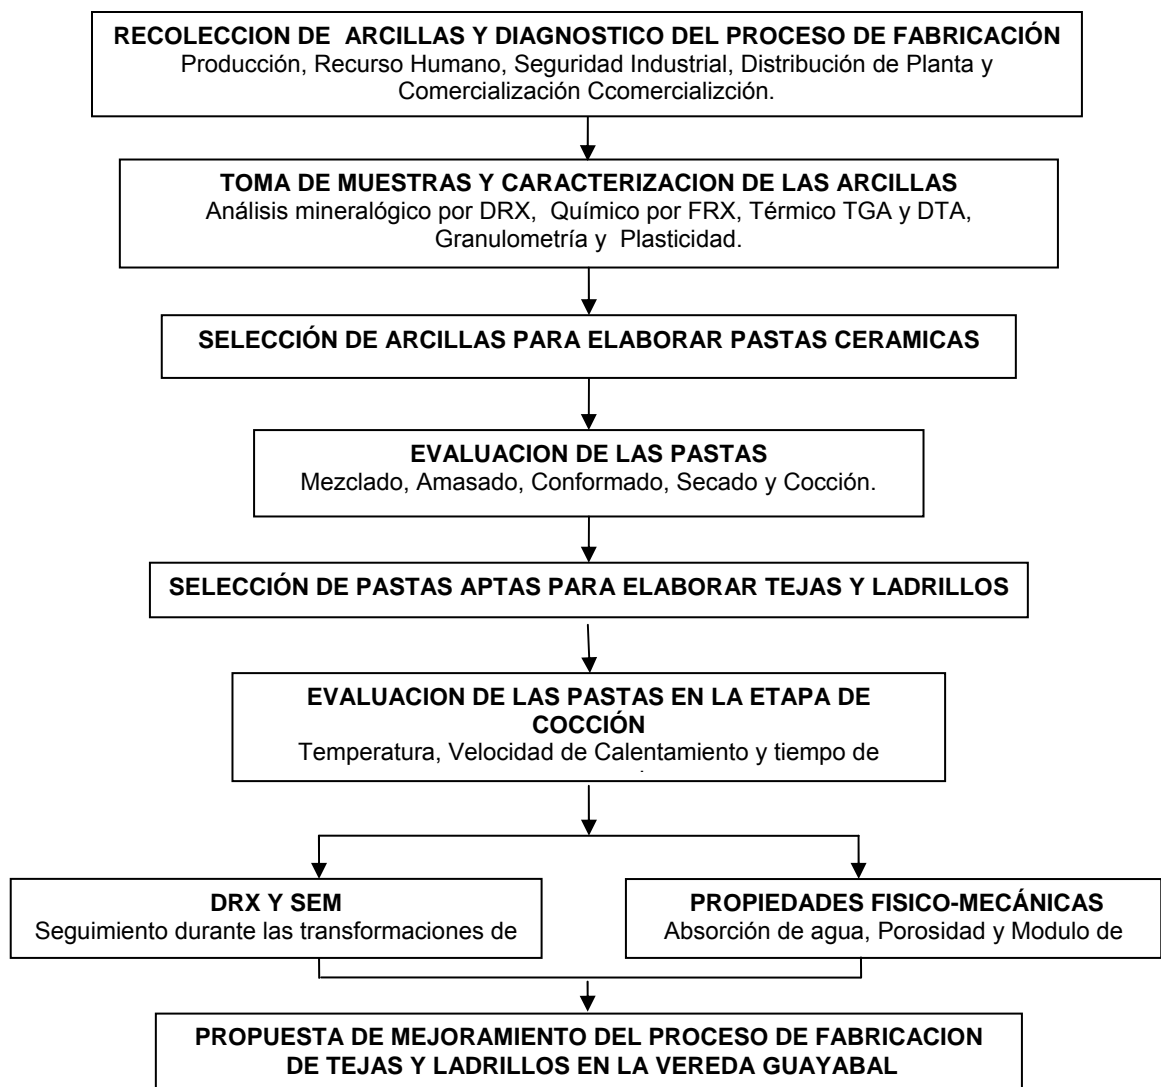 RECOLECCION DE ARCILLAS Y DIAGNOSTICO DEL PROCESO DE FABRICACIÓN
Producción, Recurso Humano, Seguridad Industrial, Distribución de Planta y
Comercialización Ccomercializción.
TOMA DE MUESTRAS Y CARACTERIZACION DE LAS ARCILLAS
Análisis mineralógico por DRX, Químico por FRX, Térmico TGA y DTA,
Granulometría y Plasticidad.
SELECCIÓN DE ARCILLAS PARA ELABORAR PASTAS CERAMICAS
EVALUACION DE LAS PASTAS
Mezclado, Amasado, Conformado, Secado y Cocción.
SELECCIÓN DE PASTAS APTAS PARA ELABORAR TEJAS Y LADRILLOS
EVALUACION DE LAS PASTAS EN LA ETAPA DE
COCCIÓN
Temperatura, Velocidad de Calentamiento y tiempo de
DRX Y SEM
Seguimiento durante las transformaciones de
PROPIEDADES FISICO-MECÁNICAS
Absorción de agua, Porosidad y Modulo de
PROPUESTA DE MEJORAMIENTO DEL PROCESO DE FABRICACION
DE TEJAS Y LADRILLOS EN LA VEREDA GUAYABAL